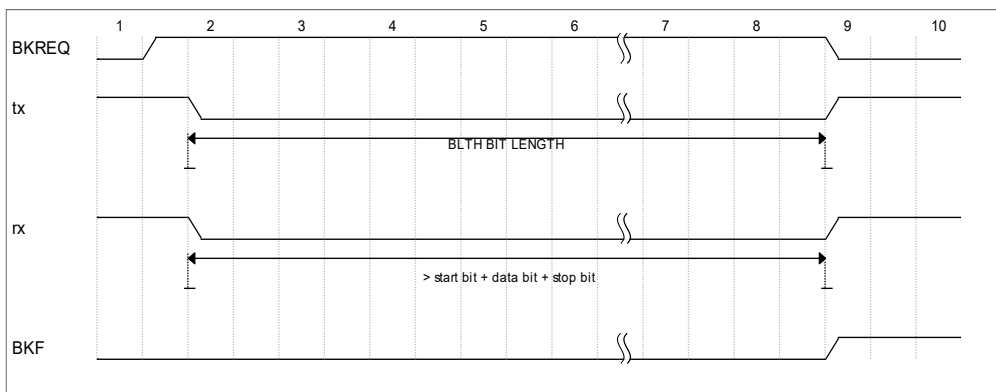 1 2 3 4 5 6 7 8 9 10
BKREQ
tx
BLTH BIT LENGTH
rx
> start bit + data bit + stop bit
BKF